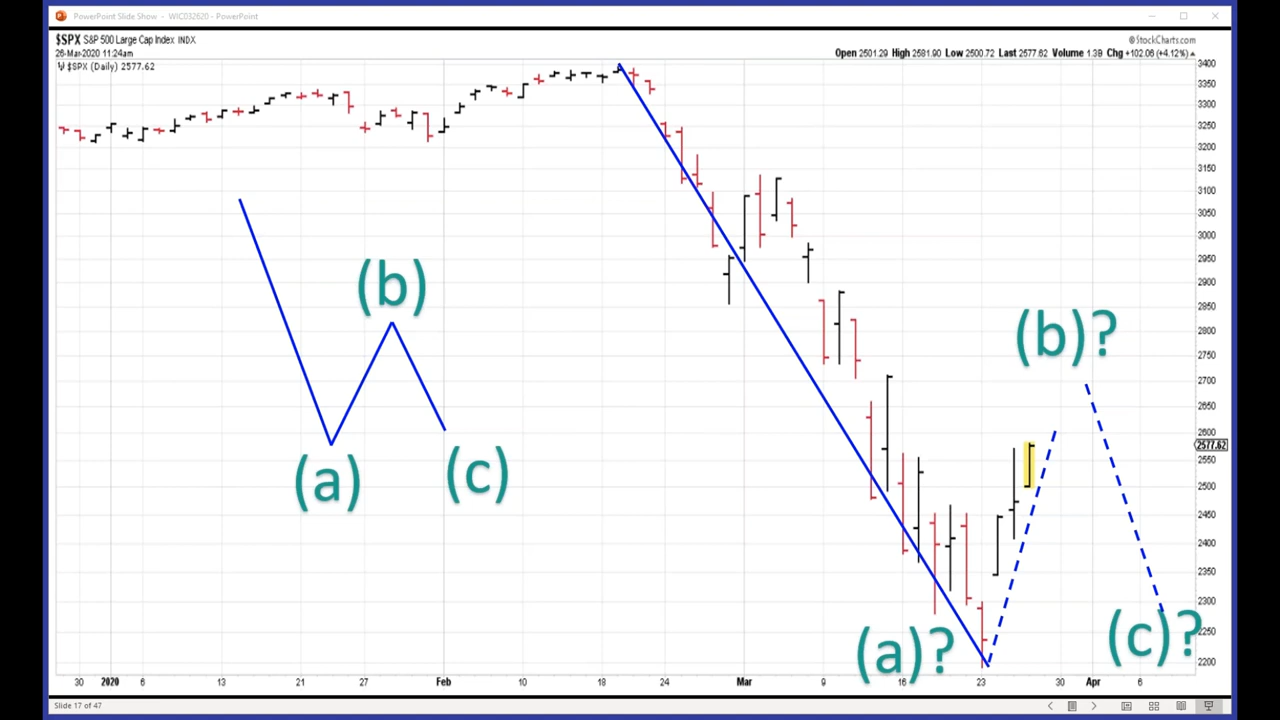 PowerPoint Slide Show - WIC032620 - PowerPoint
$SPX S&P 500 Large Cap Index INDX
©StockCharts.com
26-Mar-2020 11:24am
Open 2501.29 High 2581.90 Low 2500.72 Last 2577.62 Volume 1.3B Chg +102.06 (+4.12%)
$SPX (Daily) 2577.62
3400
3350
3300
3250
3200
3150
3100
3050
3000
2950
2900
2850
2800
2750
2700
2650
2600
2577.62
2550
2500
2450
2400
2350
2300
2250
2200
(b)
(a)
(c)
(b)?
(a)?
(c)?
30 2020 6 13 21 27 Feb 10 18 24 Mar 9 16 23 30 Apr 6
Slide 17 of 47